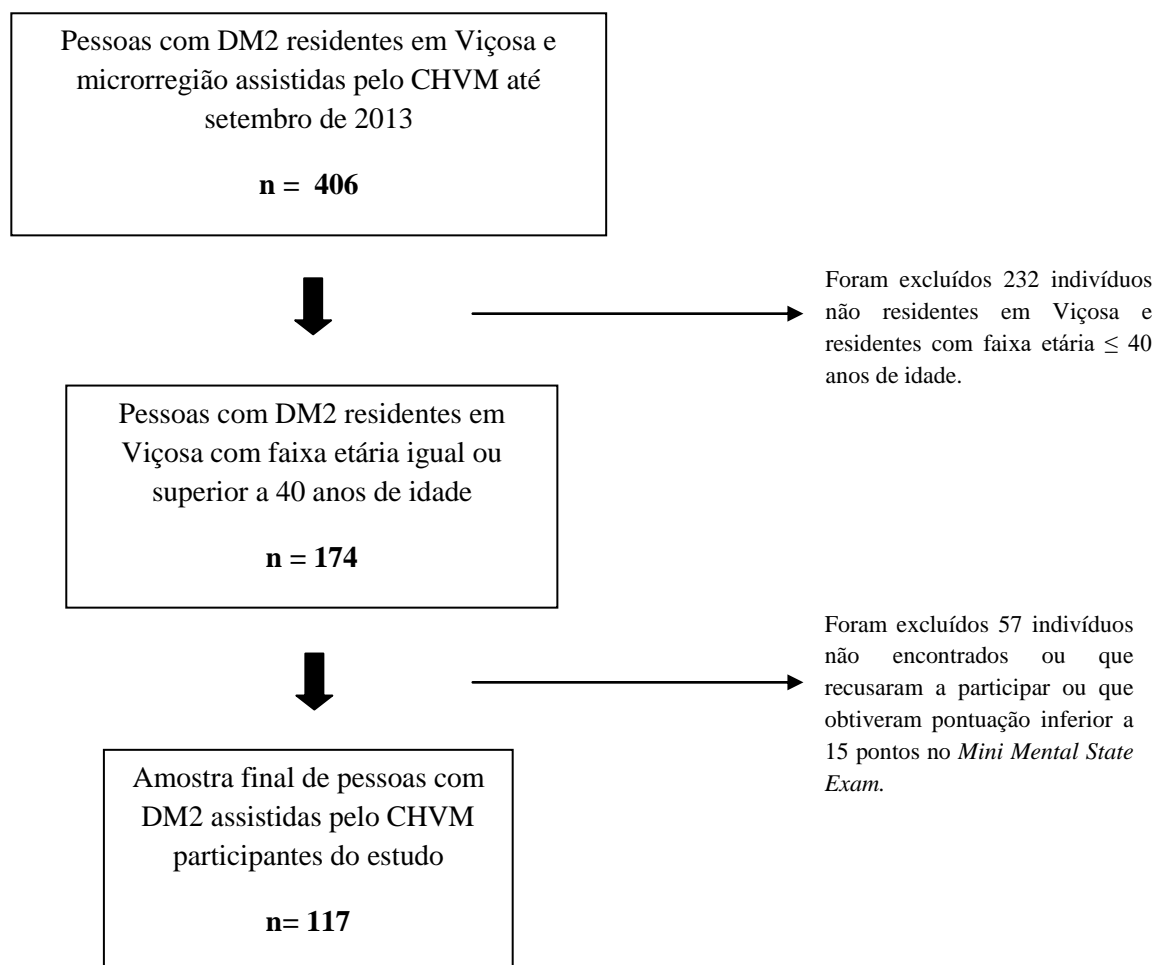 Pessoas com DM2 residentes em Viçosa e
microrregião assistidas pelo CHVM até
setembro de 2013
n = 406
Foram excluídos 232 indivíduos
não residentes em Viçosa e
residentes com faixa etária ≤ 40
anos de idade.
Pessoas com DM2 residentes em
Viçosa com faixa etária igual ou
superior a 40 anos de idade
n = 174
Foram excluídos 57 indivíduos
não encontrados ou que
recusaram a participar ou que
obtiveram pontuação inferior a
15 pontos no Mini Mental State
Exam.
Amostra final de pessoas com
DM2 assistidas pelo CHVM
participantes do estudo
n= 117